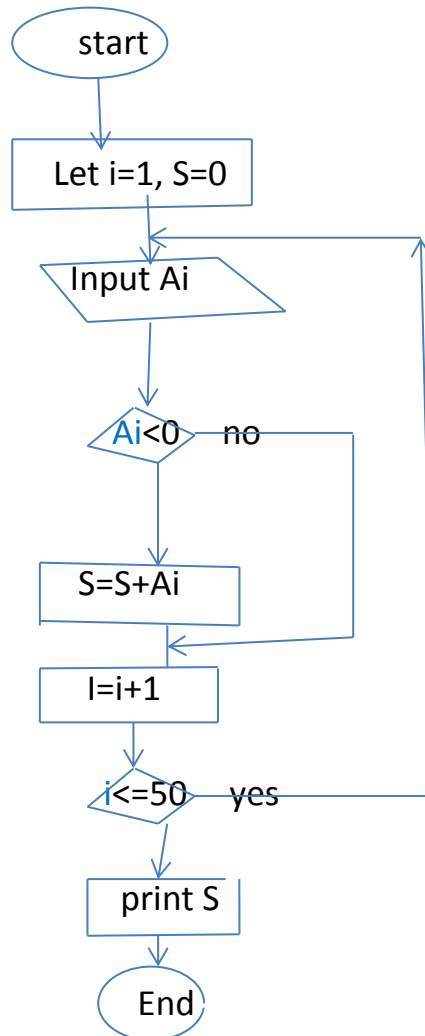 start
Let i=1, S=0
Input Ai
Ai<0 no
S=S+Ai
I=i+1
i<=50 yes
print S
End